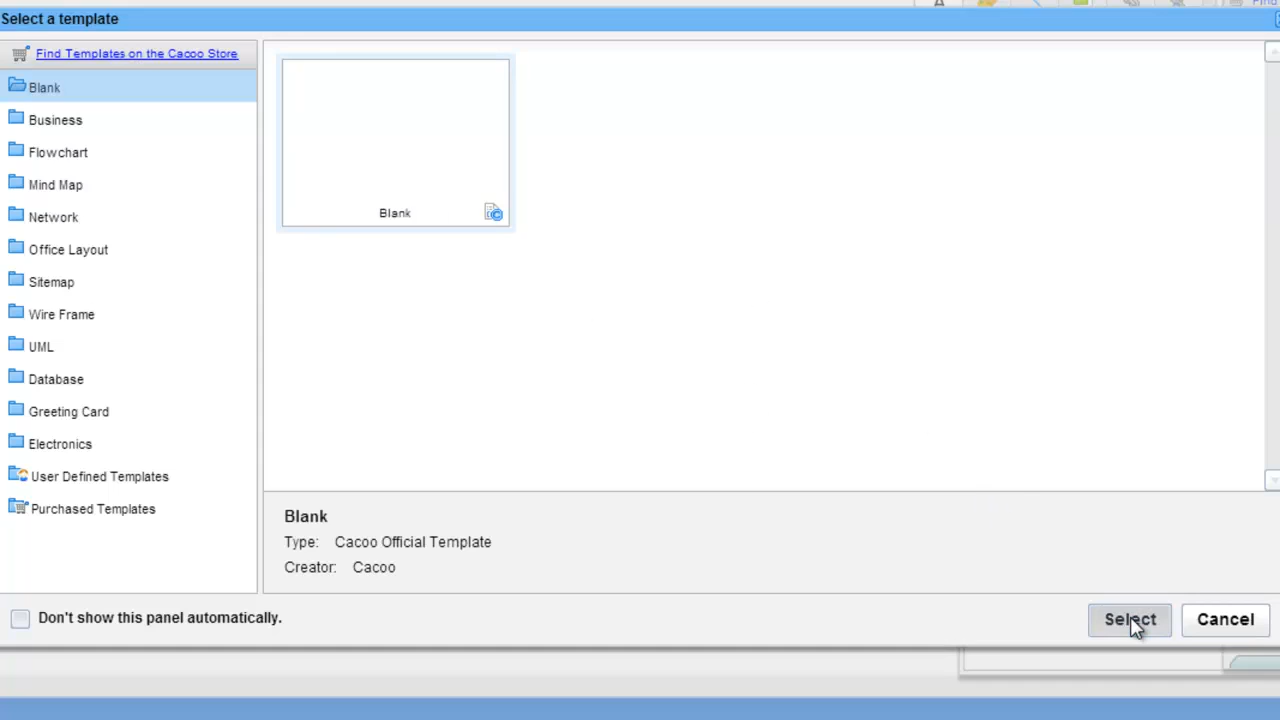 Find
Select a template
Find Templates on the Cacoo Store
Blank
Business
Flowchart
Mind Map
Network
Office Layout
Sitemap
Wire Frame
UML
Database
Greeting Card
Electronics
User Defined Templates
Purchased Templates
Blank
Blank
Type: Cacoo Official Template
Creator: Cacoo
Don't show this panel automatically.
Select
Cancel